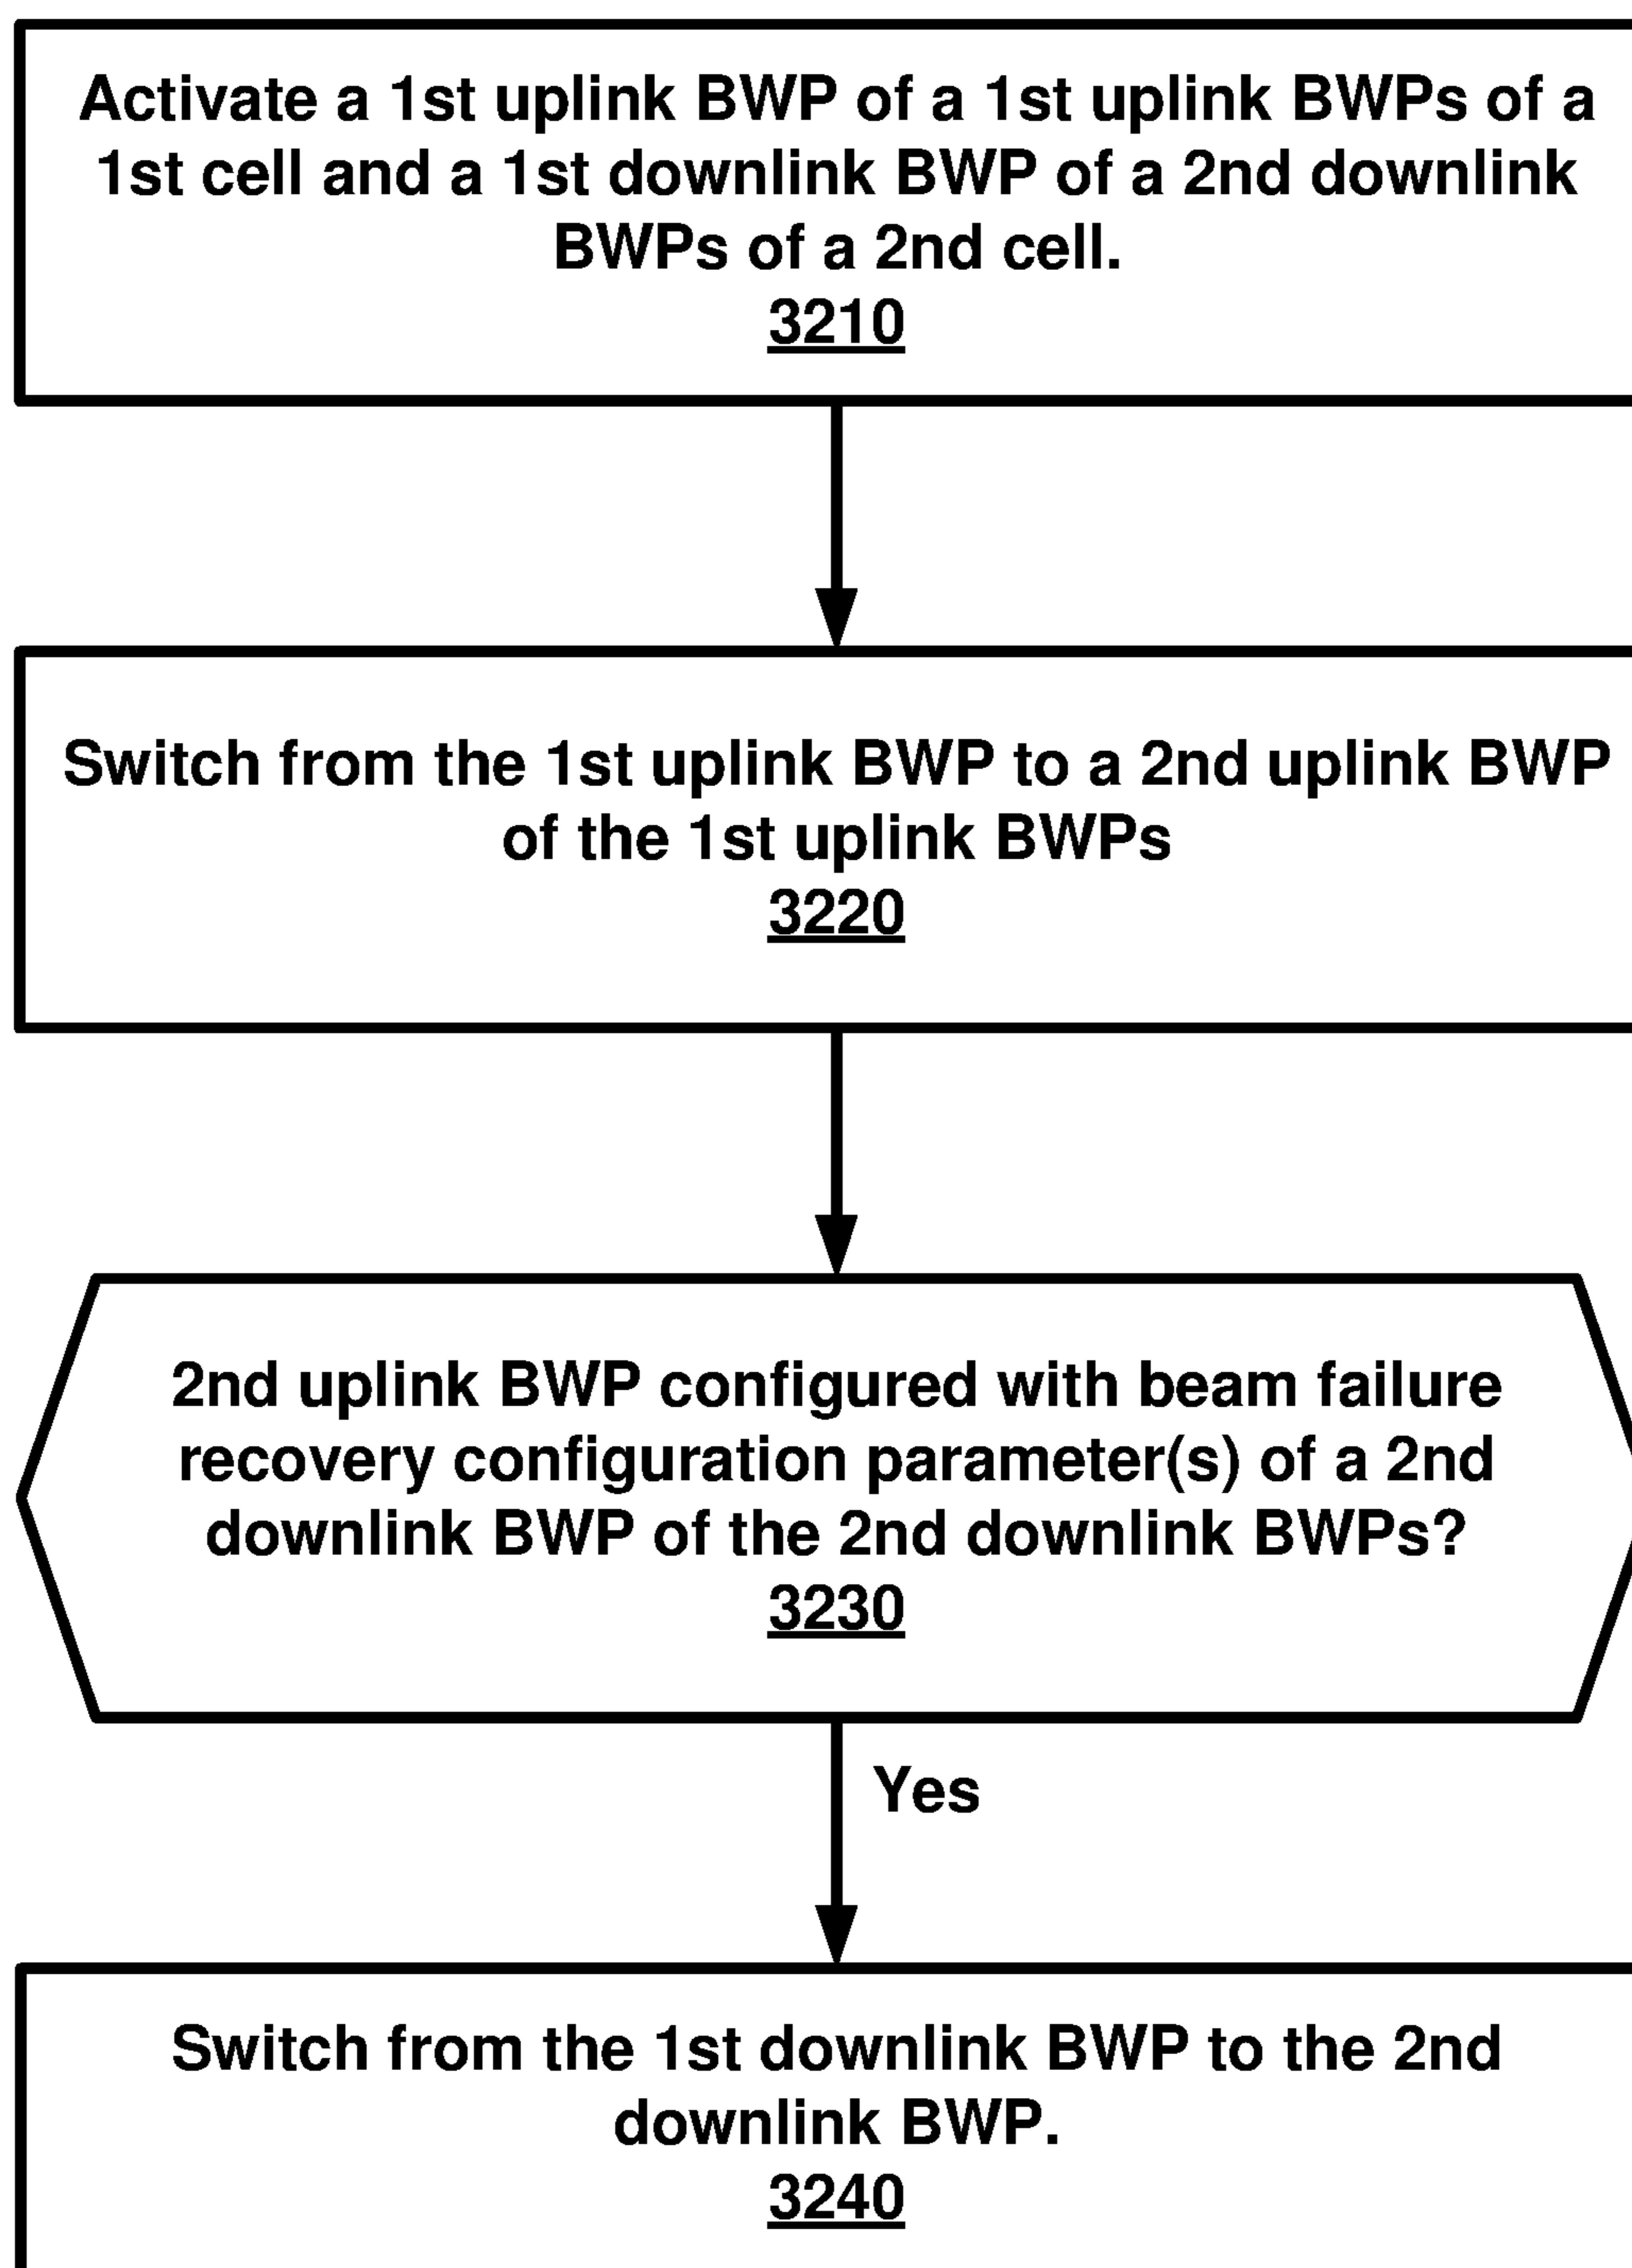 Activate a 1st uplink BWP of a 1st uplink BWPs of a
1st cell and a 1st downlink BWP of a 2nd downlink
BWPs of a 2nd cell.
3210
Switch from the 1st uplink BWP to a 2nd uplink BWP
of the 1st uplink BWPs
3220
2nd uplink BWP configured with beam failure
recovery configuration parameter(s) of a 2nd
downlink BWP of the 2nd downlink BWPs?
3230
Yes
Switch from the 1st downlink BWP to the 2nd
downlink BWP.
3240